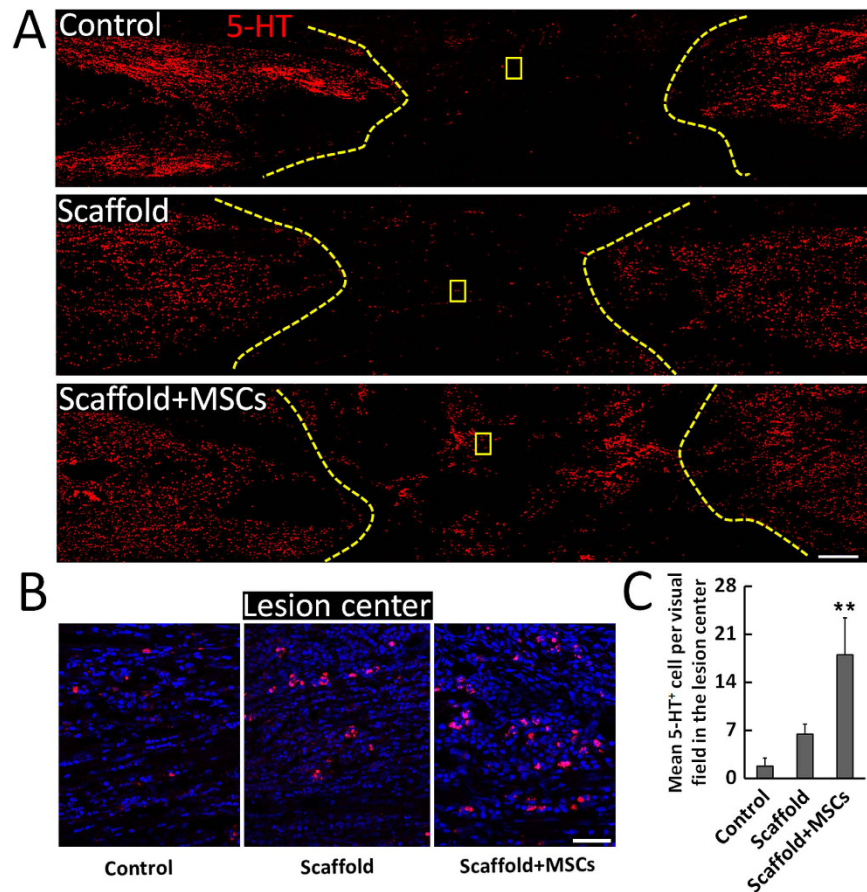 A
Control
5-HT
Scaffold
Scaffold+MSCs
B
Lesion center
Control
Scaffold
Scaffold+MSCs
C
Mean 5-HT⁺ cell per visual
field in the lesion center
28
21
14
7
0
**
Control
Scaffold
Scaffold+MSCs